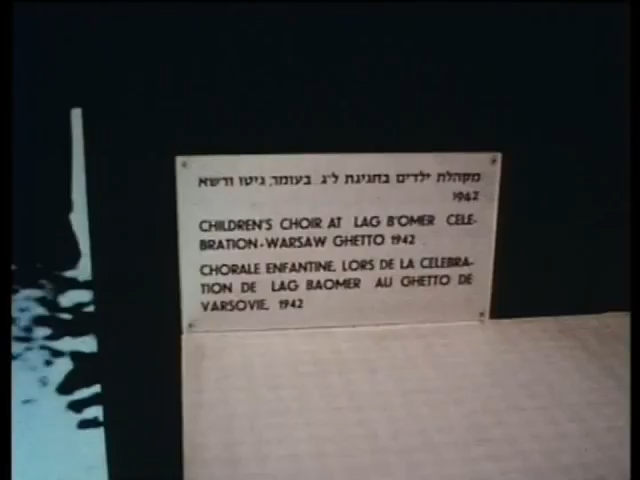 מקהלת ילדים בחגיגת ל״ג בעומר, גיטו ורשא
1942
CHILDREN'S CHOIR AT LAG B'OMER CELE-
BRATION-WARSAW GHETTO 1942
CHORALE ENFANTINE, LORS DE LA CELEBRA-
TION DE LAG BAOMER AU GHETTO DE
VARSOVIE, 1942